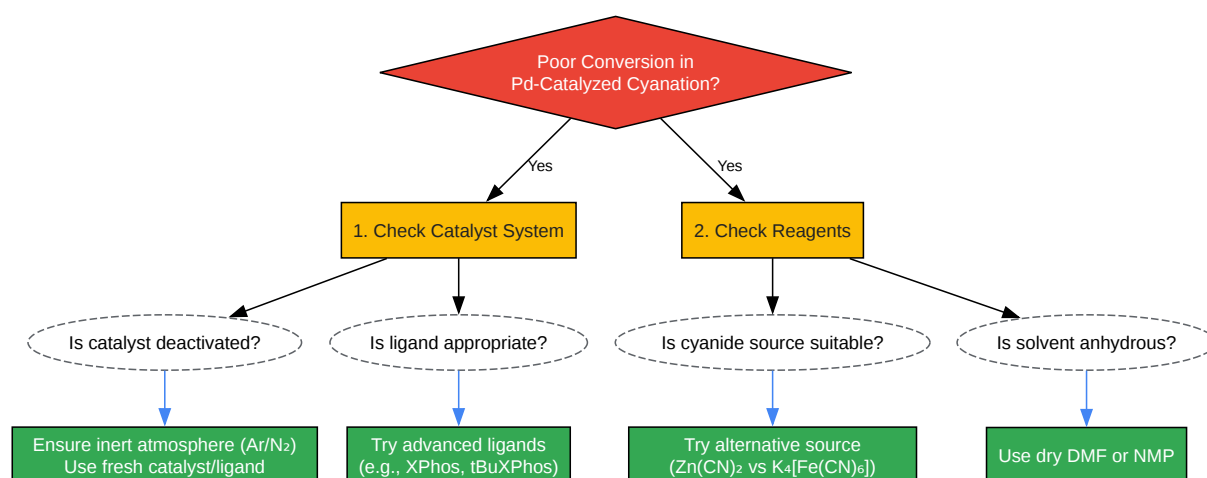 Poor Conversion in
Pd-Catalyzed Cyanation?
Yes
Yes
1. Check Catalyst System
2. Check Reagents
Is catalyst deactivated?
Is ligand appropriate?
Is cyanide source suitable?
Is solvent anhydrous?
Ensure inert atmosphere (Ar/N₂)
Use fresh catalyst/ligand
Try advanced ligands
(e.g., XPhos, tBuXPhos)
Try alternative source
(Zn(CN)₂ vs K₄[Fe(CN)₆])
Use dry DMF or NMP